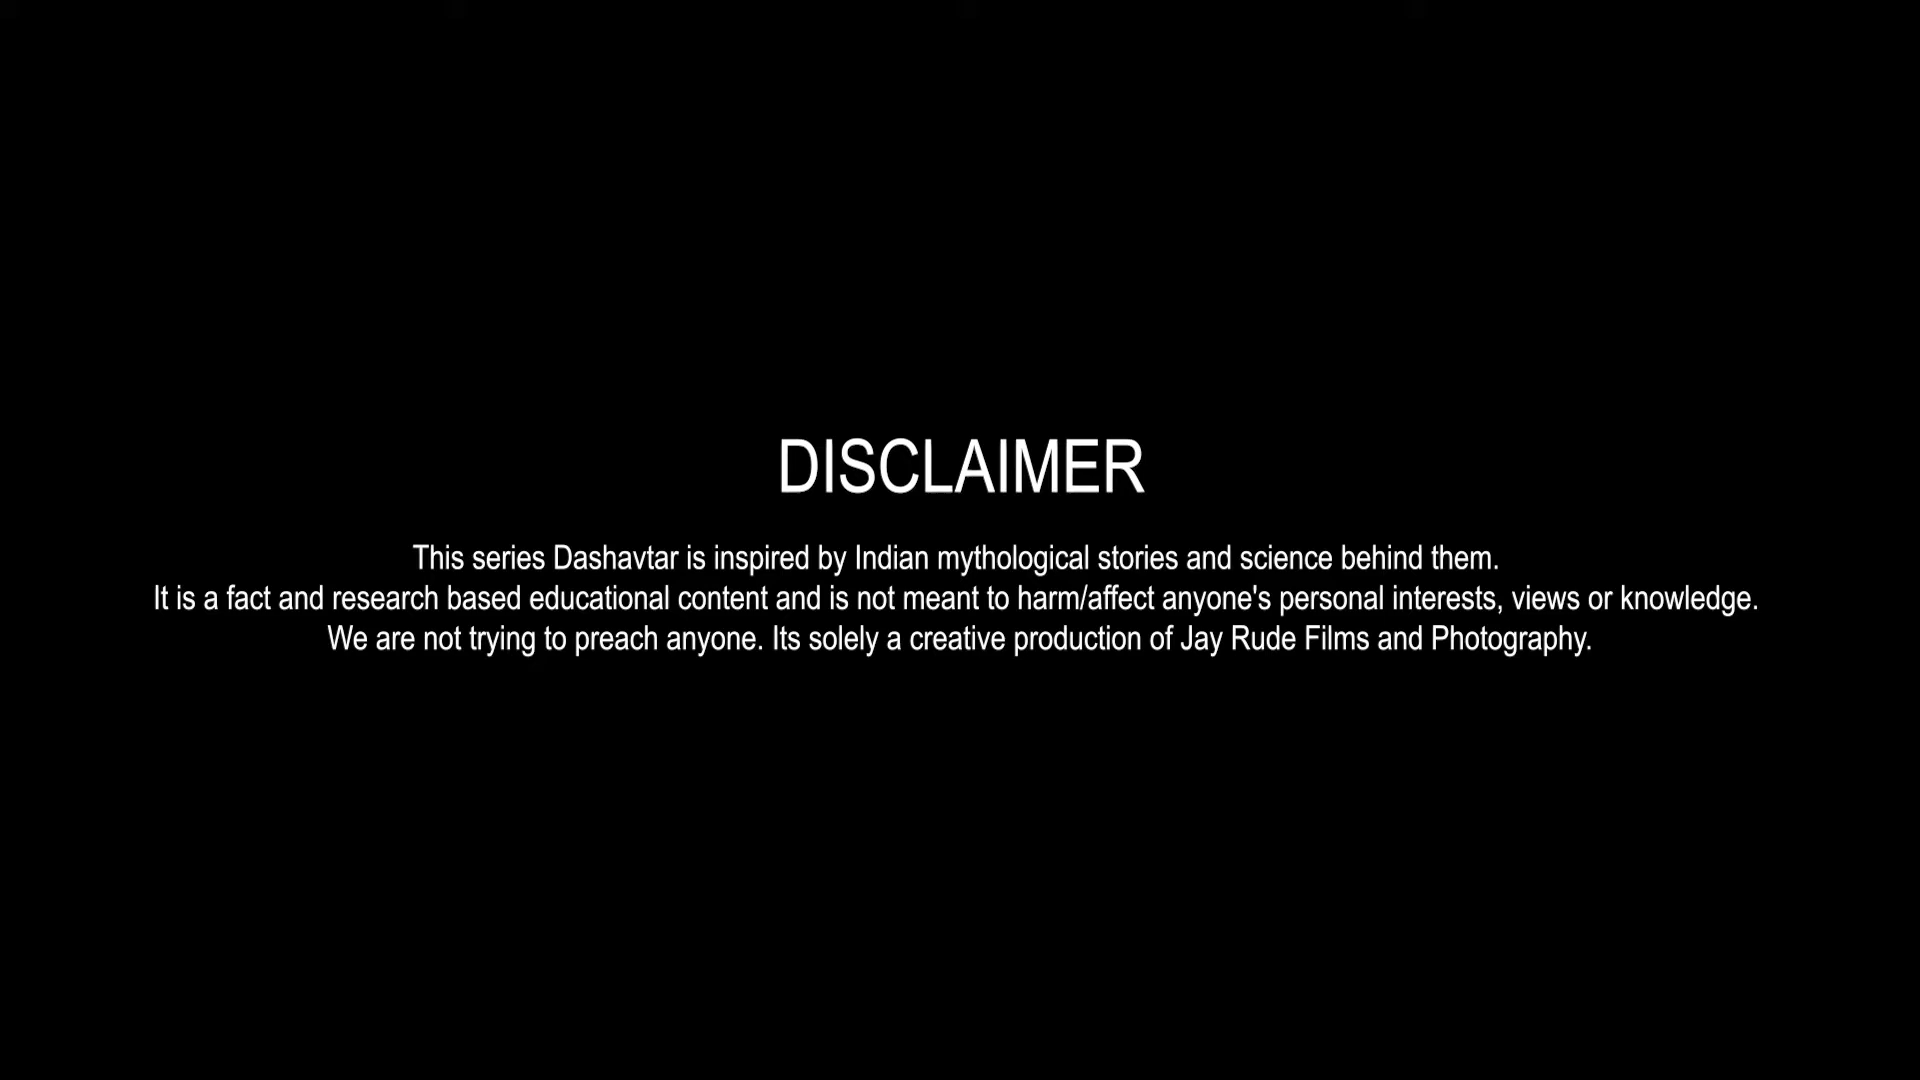 DISCLAIMER
This series Dashavtar is inspired by Indian mythological stories and science behind them.
It is a fact and research based educational content and is not meant to harm/affect anyone's personal interests, views or knowledge.
We are not trying to preach anyone. Its solely a creative production of Jay Rude Films and Photography.